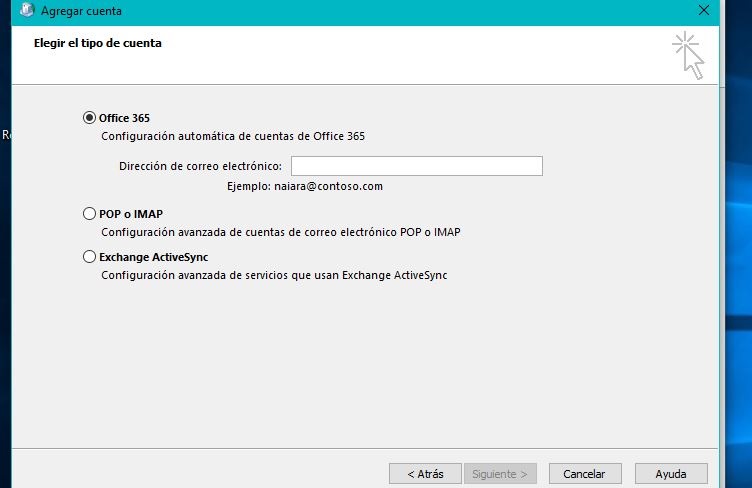 Agregar cuenta
Elegir el tipo de cuenta
Office 365
Configuración automática de cuentas de Office 365
Dirección de correo electrónico:
Ejemplo: naiara@contoso.com
POP o IMAP
Configuración avanzada de cuentas de correo electrónico POP o IMAP
Exchange ActiveSync
Configuración avanzada de servicios que usan Exchange ActiveSync
< Atrás
Siguiente >
Cancelar
Ayuda